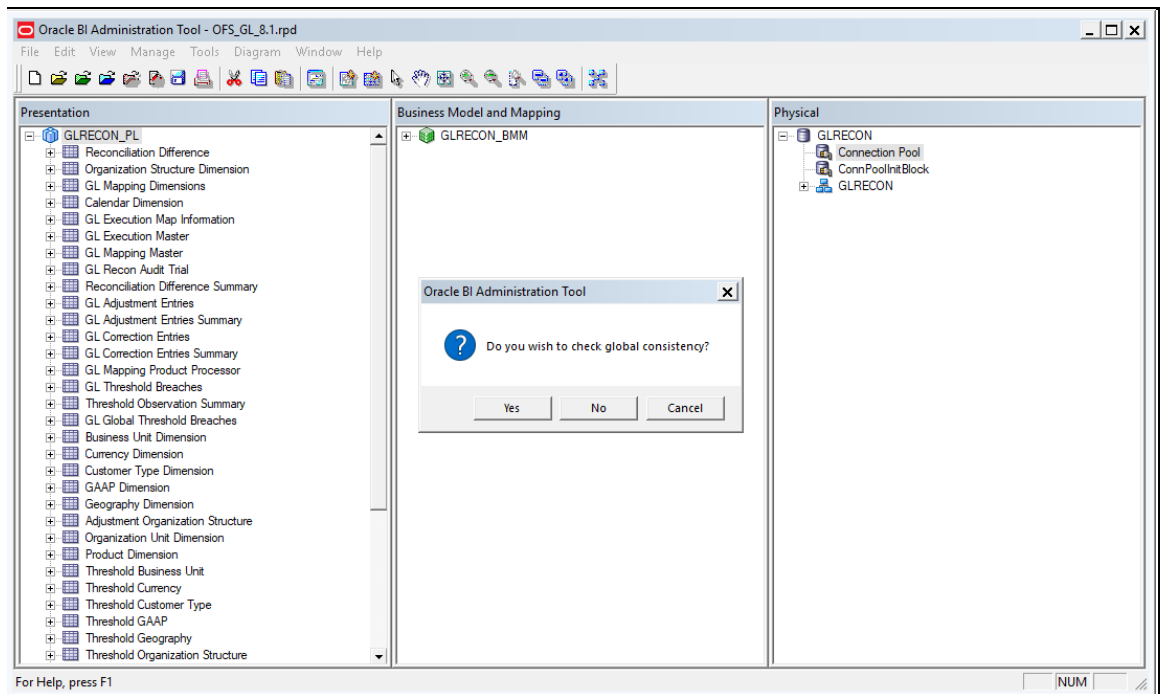 Oracle BI Administration Tool - OFS_GL_8.1.rpd
File Edit View Manage Tools Diagram Window Help
Presentation
GLRECON_PL
Reconciliation Difference
Organization Structure Dimension
GL Mapping Dimensions
Calendar Dimension
GL Execution Map Information
GL Execution Master
GL Mapping Master
GL Recon Audit Trial
Reconciliation Difference Summary
GL Adjustment Entries
GL Adjustment Entries Summary
GL Correction Entries
GL Correction Entries Summary
GL Mapping Product Processor
GL Threshold Breaches
Threshold Observation Summary
GL Global Threshold Breaches
Business Unit Dimension
Currency Dimension
Customer Type Dimension
GAAP Dimension
Geography Dimension
Adjustment Organization Structure
Organization Unit Dimension
Product Dimension
Threshold Business Unit
Threshold Currency
Threshold Customer Type
Threshold GAAP
Threshold Geography
Threshold Organization Structure
Business Model and Mapping
GLRECON_BMM
Oracle BI Administration Tool
Do you wish to check global consistency?
Yes No Cancel
Physical
GLRECON
Connection Pool
ConnPoolInitBlock
GLRECON
For Help, press F1
NUM